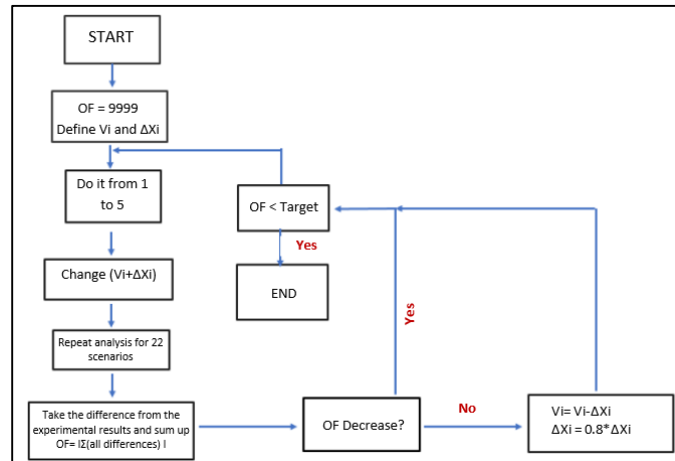 START
OF = 9999
Define Vi and ΔXi
Do it from 1
to 5
OF < Target
Yes
Change (Vi+ΔXi)
END
Repeat analysis for 22
scenarios
Yes
Take the difference from the
experimental results and sum up
OF= IΣ(all differences) I
OF Decrease?
No
Vi= Vi-ΔXi
ΔXi = 0.8*ΔXi